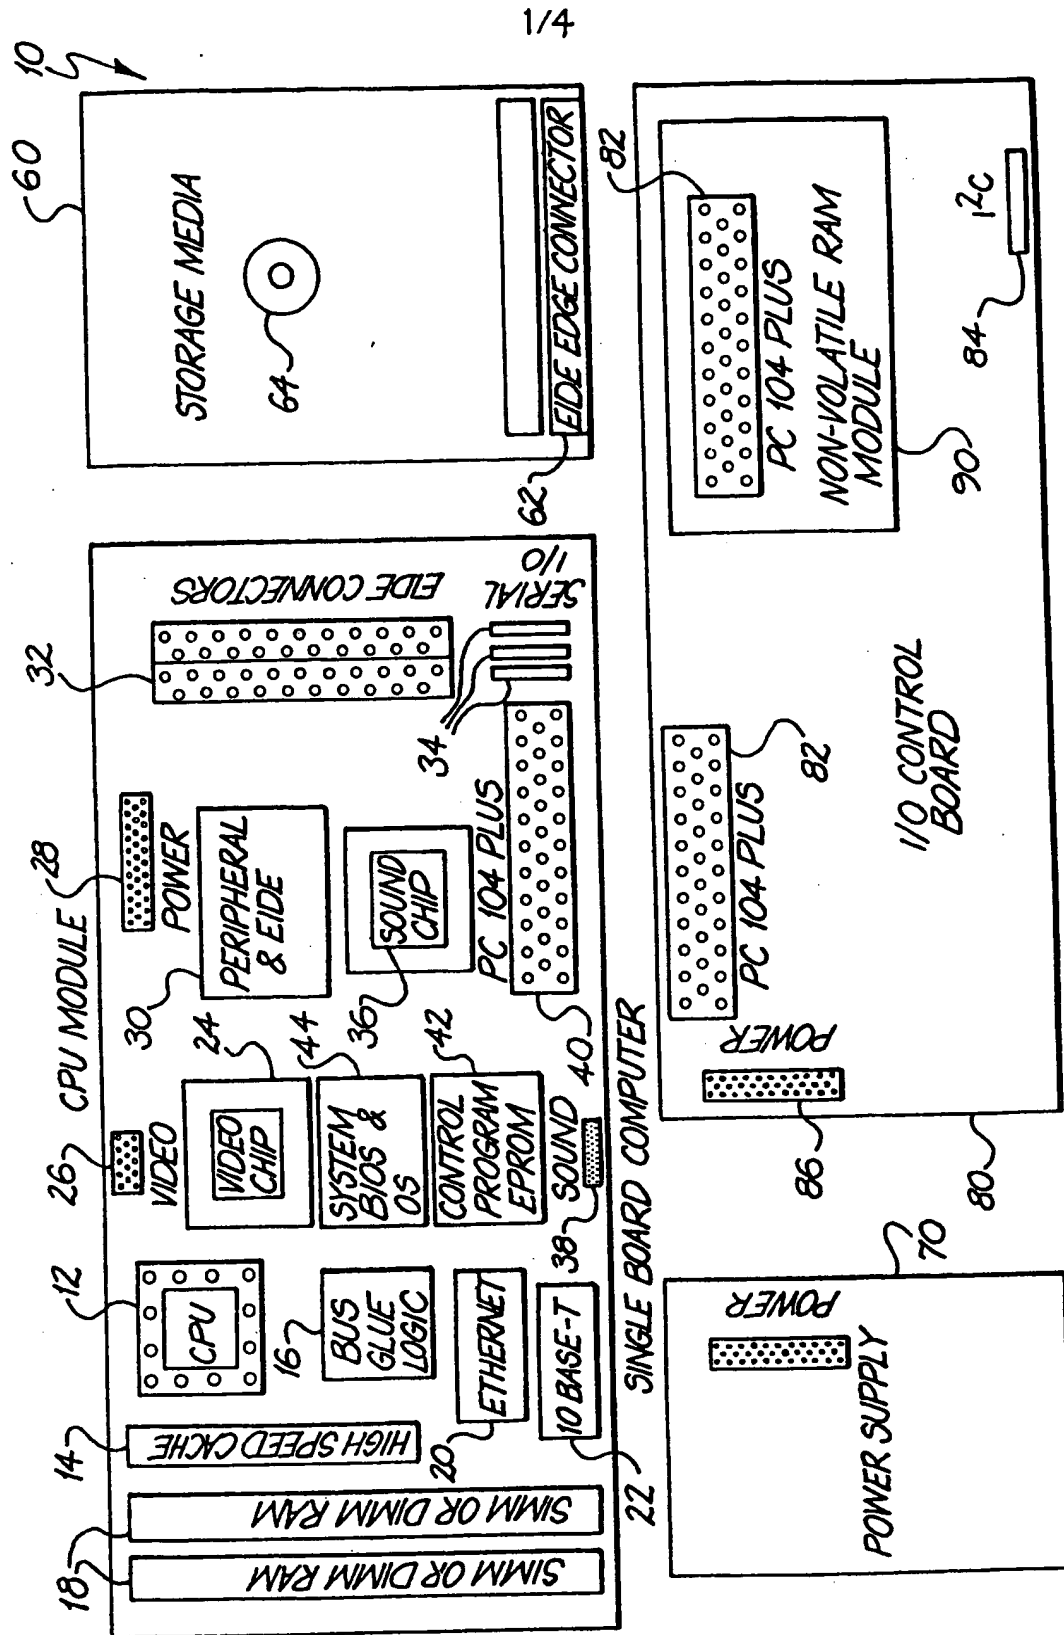 1/4
10
60
STORAGE MEDIA
64
EIDE EDGE CONNECTOR
62
CPU MODULE
18
SIMM OR DIMM RAM
SIMM OR DIMM RAM
14
HIGH SPEED CACHE
12
CPU
16
BUS
GLUE
LOGIC
20
ETHERNET
22
10 BASE-T
26
VIDEO
24
VIDEO
CHIP
44
SYSTEM
BIOS &
OS
42
CONTROL
PROGRAM
EPROM
38
SOUND
28
POWER
30
PERIPHERAL
& EIDE
36
SOUND
CHIP
PC 104 PLUS
40
32
EIDE CONNECTORS
34
SERIAL
I/O
SINGLE BOARD COMPUTER
70
POWER
POWER SUPPLY
80
86
POWER
PC 104 PLUS
82
I/O CONTROL
BOARD
82
PC 104 PLUS
NON-VOLATILE RAM
MODULE
90
I2C
84